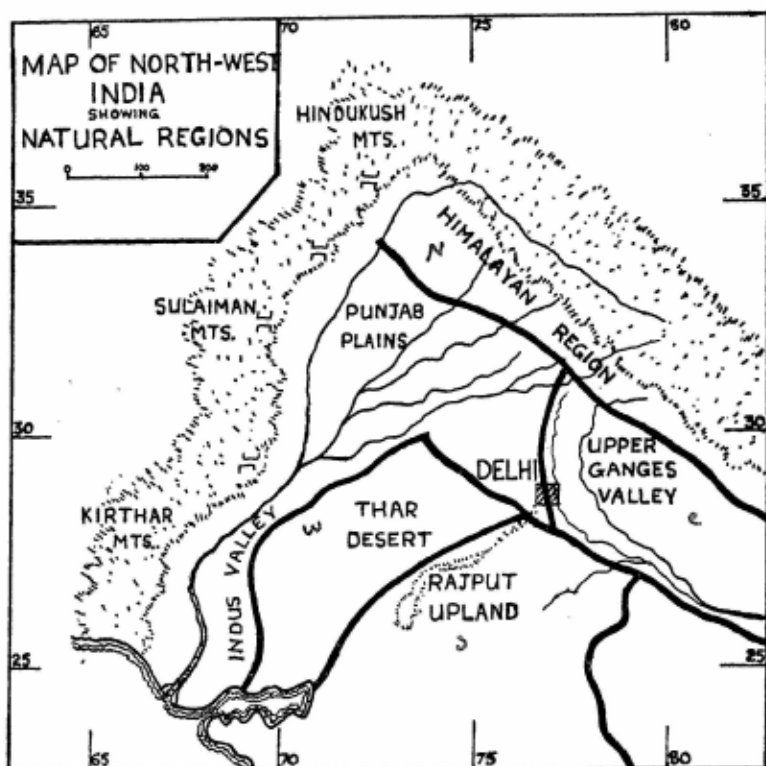 65
70
75
80
MAP OF NORTH-WEST
INDIA
SHOWING
NATURAL REGIONS
0 100 200
HINDUKUSH
MTS.
35
35
HIMALAYAN
REGION
N
SULAIMAN
MTS.
PUNJAB
PLAINS
30
30
DELHI
UPPER
GANGES
VALLEY
e
KIRTHAR
MTS.
INDUS VALLEY
THAR
DESERT
w
RAJPUT
UPLAND
s
25
25
65
70
75
80